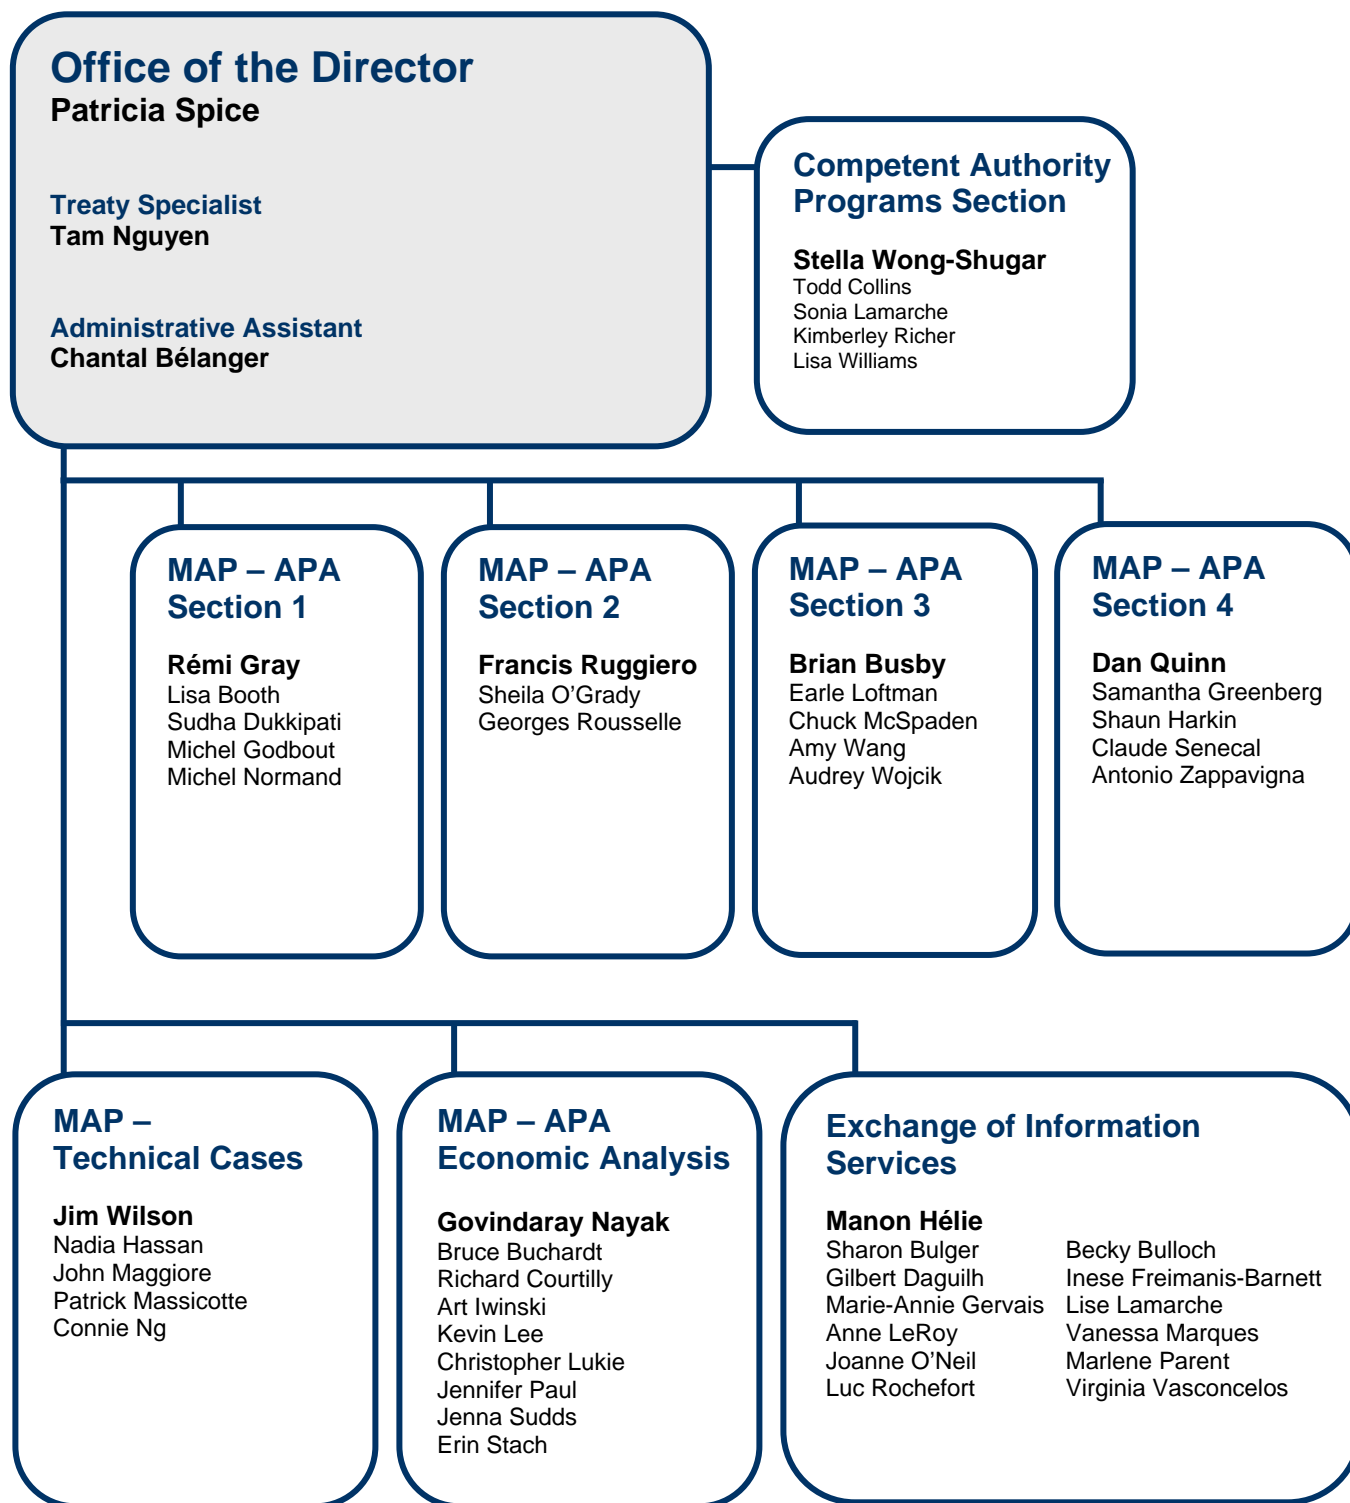 Office of the Director
Patricia Spice
Treaty Specialist
Tam Nguyen
Administrative Assistant
Chantal Bélanger
Competent Authority
Programs Section
Stella Wong-Shugar
Todd Collins
Sonia Lamarche
Kimberley Richer
Lisa Williams
MAP – APA
Section 1
Rémi Gray
Lisa Booth
Sudha Dukkipati
Michel Godbout
Michel Normand
MAP – APA
Section 2
Francis Ruggiero
Sheila O’Grady
Georges Rousselle
MAP – APA
Section 3
Brian Busby
Earle Loftman
Chuck McSpaden
Amy Wang
Audrey Wojcik
MAP – APA
Section 4
Dan Quinn
Samantha Greenberg
Shaun Harkin
Claude Senecal
Antonio Zappavigna
MAP –
Technical Cases
Jim Wilson
Nadia Hassan
John Maggiore
Patrick Massicotte
Connie Ng
MAP – APA
Economic Analysis
Govindaray Nayak
Bruce Buchardt
Richard Courtilly
Art Iwinski
Kevin Lee
Christopher Lukie
Jennifer Paul
Jenna Sudds
Erin Stach
Exchange of Information
Services
Manon Hélie
Sharon Bulger
Gilbert Daguilh
Marie-Annie Gervais
Anne LeRoy
Joanne O’Neil
Luc Rochefort
Becky Bulloch
Inese Freimanis-Barnett
Lise Lamarche
Vanessa Marques
Marlene Parent
Virginia Vasconcelos